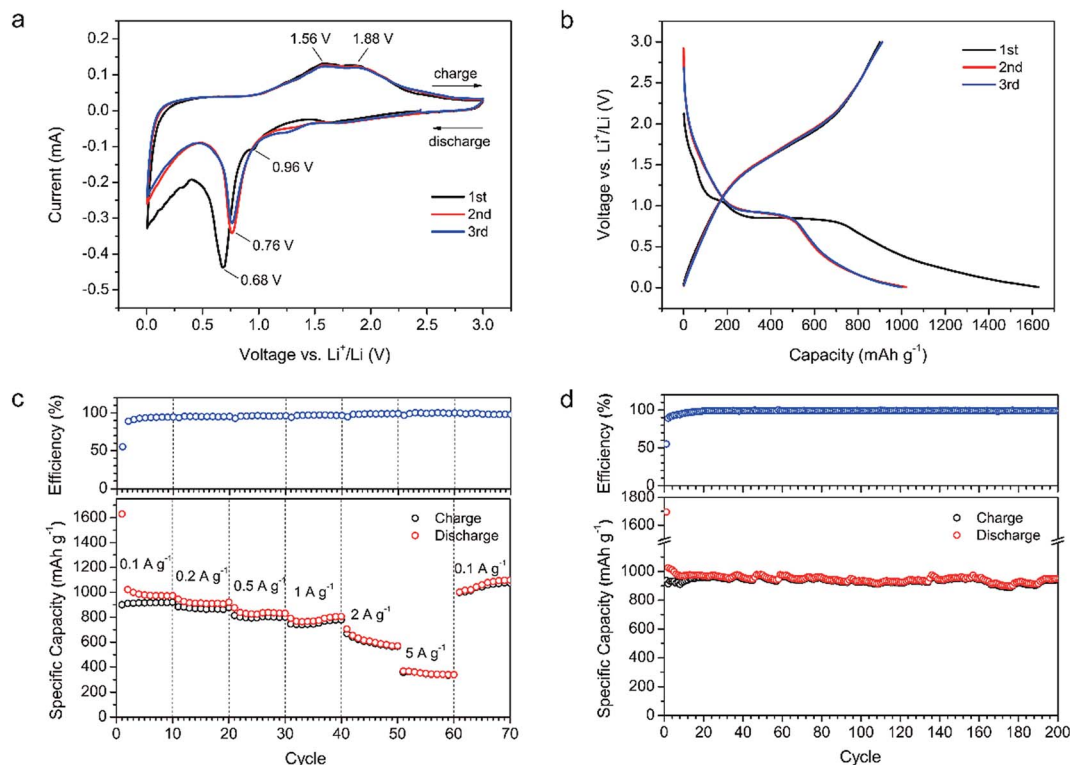 a
0.2
0.1
0.0
-0.1
-0.2
-0.3
-0.4
-0.5
Current (mA)
1.56 V
1.88 V
charge
discharge
0.96 V
0.76 V
0.68 V
1st
2nd
3rd
0.0 0.5 1.0 1.5 2.0 2.5 3.0
Voltage vs. Li⁺/Li (V)
b
3.0
2.5
2.0
1.5
1.0
0.5
0.0
Voltage vs. Li⁺/Li (V)
1st
2nd
3rd
0 200 400 600 800 1000 1200 1400 1600
Capacity (mAh g⁻¹)
c
Efficiency (%)
100
50
0
Specific Capacity (mAh g⁻¹)
1600
1400
1200
1000
800
600
400
200
0
Charge
Discharge
0.1 A g⁻¹
0.2 A g⁻¹
0.5 A g⁻¹
1 A g⁻¹
2 A g⁻¹
5 A g⁻¹
0.1 A g⁻¹
0 10 20 30 40 50 60 70
Cycle
d
Efficiency (%)
100
50
0
Specific Capacity (mAh g⁻¹)
1800
1600
1000
800
600
400
200
0
Charge
Discharge
0 20 40 60 80 100 120 140 160 180 200
Cycle